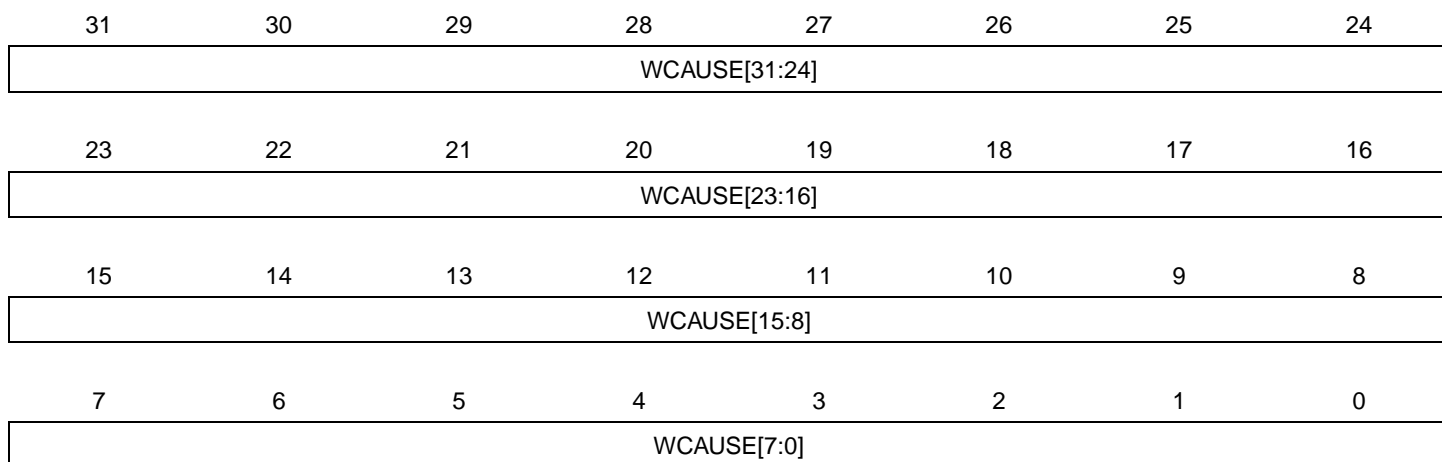 31 30 29 28 27 26 25 24
WCAUSE[31:24]
23 22 21 20 19 18 17 16
WCAUSE[23:16]
15 14 13 12 11 10 9 8
WCAUSE[15:8]
7 6 5 4 3 2 1 0
WCAUSE[7:0]